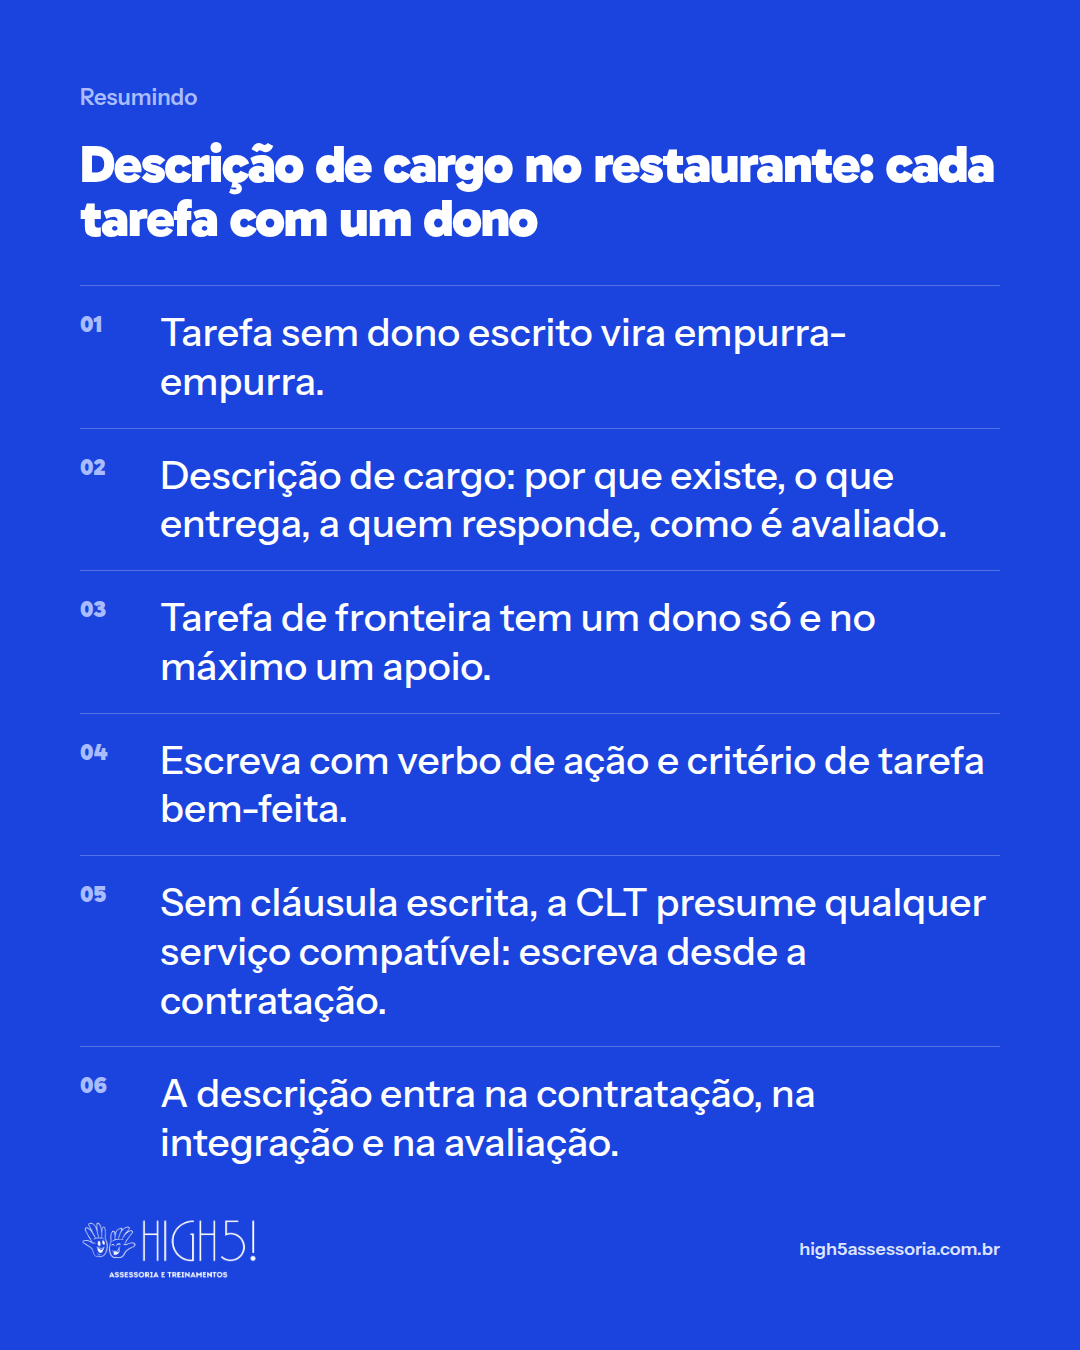 Resumindo
Descrição de cargo no restaurante: cada
tarefa com um dono
01
Tarefa sem dono escrito vira empurra-
empurra.
02
Descrição de cargo: por que existe, o que
entrega, a quem responde, como é avaliado.
03
Tarefa de fronteira tem um dono só e no
máximo um apoio.
04
Escreva com verbo de ação e critério de tarefa
bem-feita.
05
Sem cláusula escrita, a CLT presume qualquer
serviço compatível: escreva desde a
contratação.
06
A descrição entra na contratação, na
integração e na avaliação.
HIGH5!
ASSESSORIA E TREINAMENTOS
high5assessoria.com.br